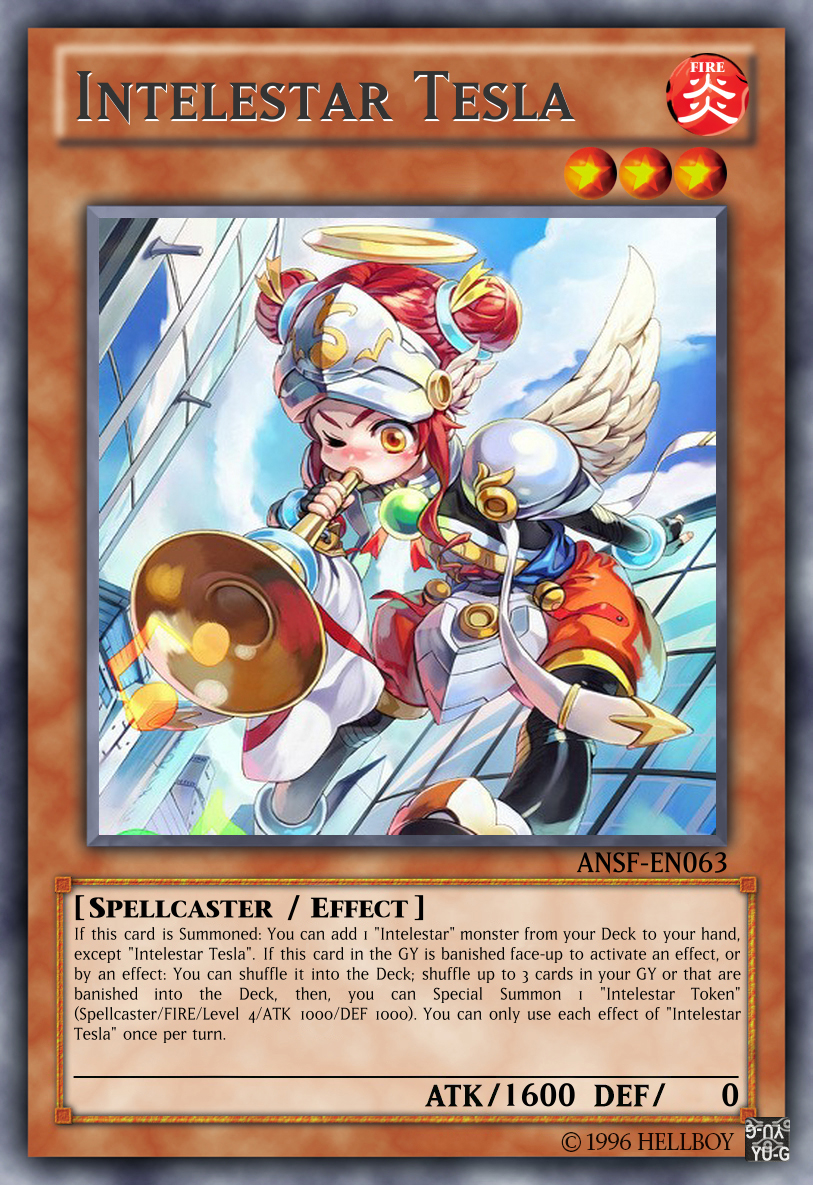 Intelestar Tesla
FIRE
炎
ANSF-EN063
[ Spellcaster / Effect ]
If this card is Summoned: You can add 1 "Intelestar" monster from your Deck to your hand,
except "Intelestar Tesla". If this card in the GY is banished face-up to activate an effect, or
by an effect: You can shuffle it into the Deck; shuffle up to 3 cards in your GY or that are
banished into the Deck, then, you can Special Summon 1 "Intelestar Token"
(Spellcaster/FIRE/Level 4/ATK 1000/DEF 1000). You can only use each effect of "Intelestar
Tesla" once per turn.
ATK/1600 DEF/ 0
© 1996 HELLBOY
YU-G